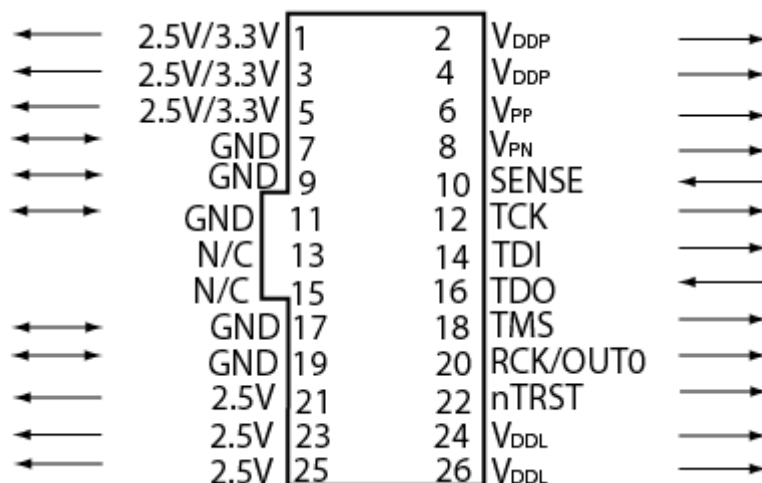 2.5V/3.3V 1 2 VDDP
2.5V/3.3V 3 4 VDDP
2.5V/3.3V 5 6 VPP
GND 7 8 VPN
GND 9 10 SENSE
GND 11 12 TCK
N/C 13 14 TDI
N/C 15 16 TDO
GND 17 18 TMS
GND 19 20 RCK/OUT0
2.5V 21 22 nTRST
2.5V 23 24 VDDL
2.5V 25 26 VDDL